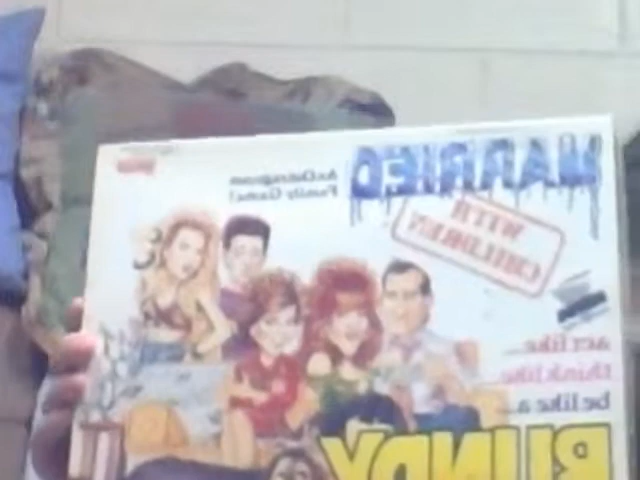 MARRIED
WITH
CHILDREN
An Outrageous
Family Game!
act like...
think like...
be like a...
BUNDY